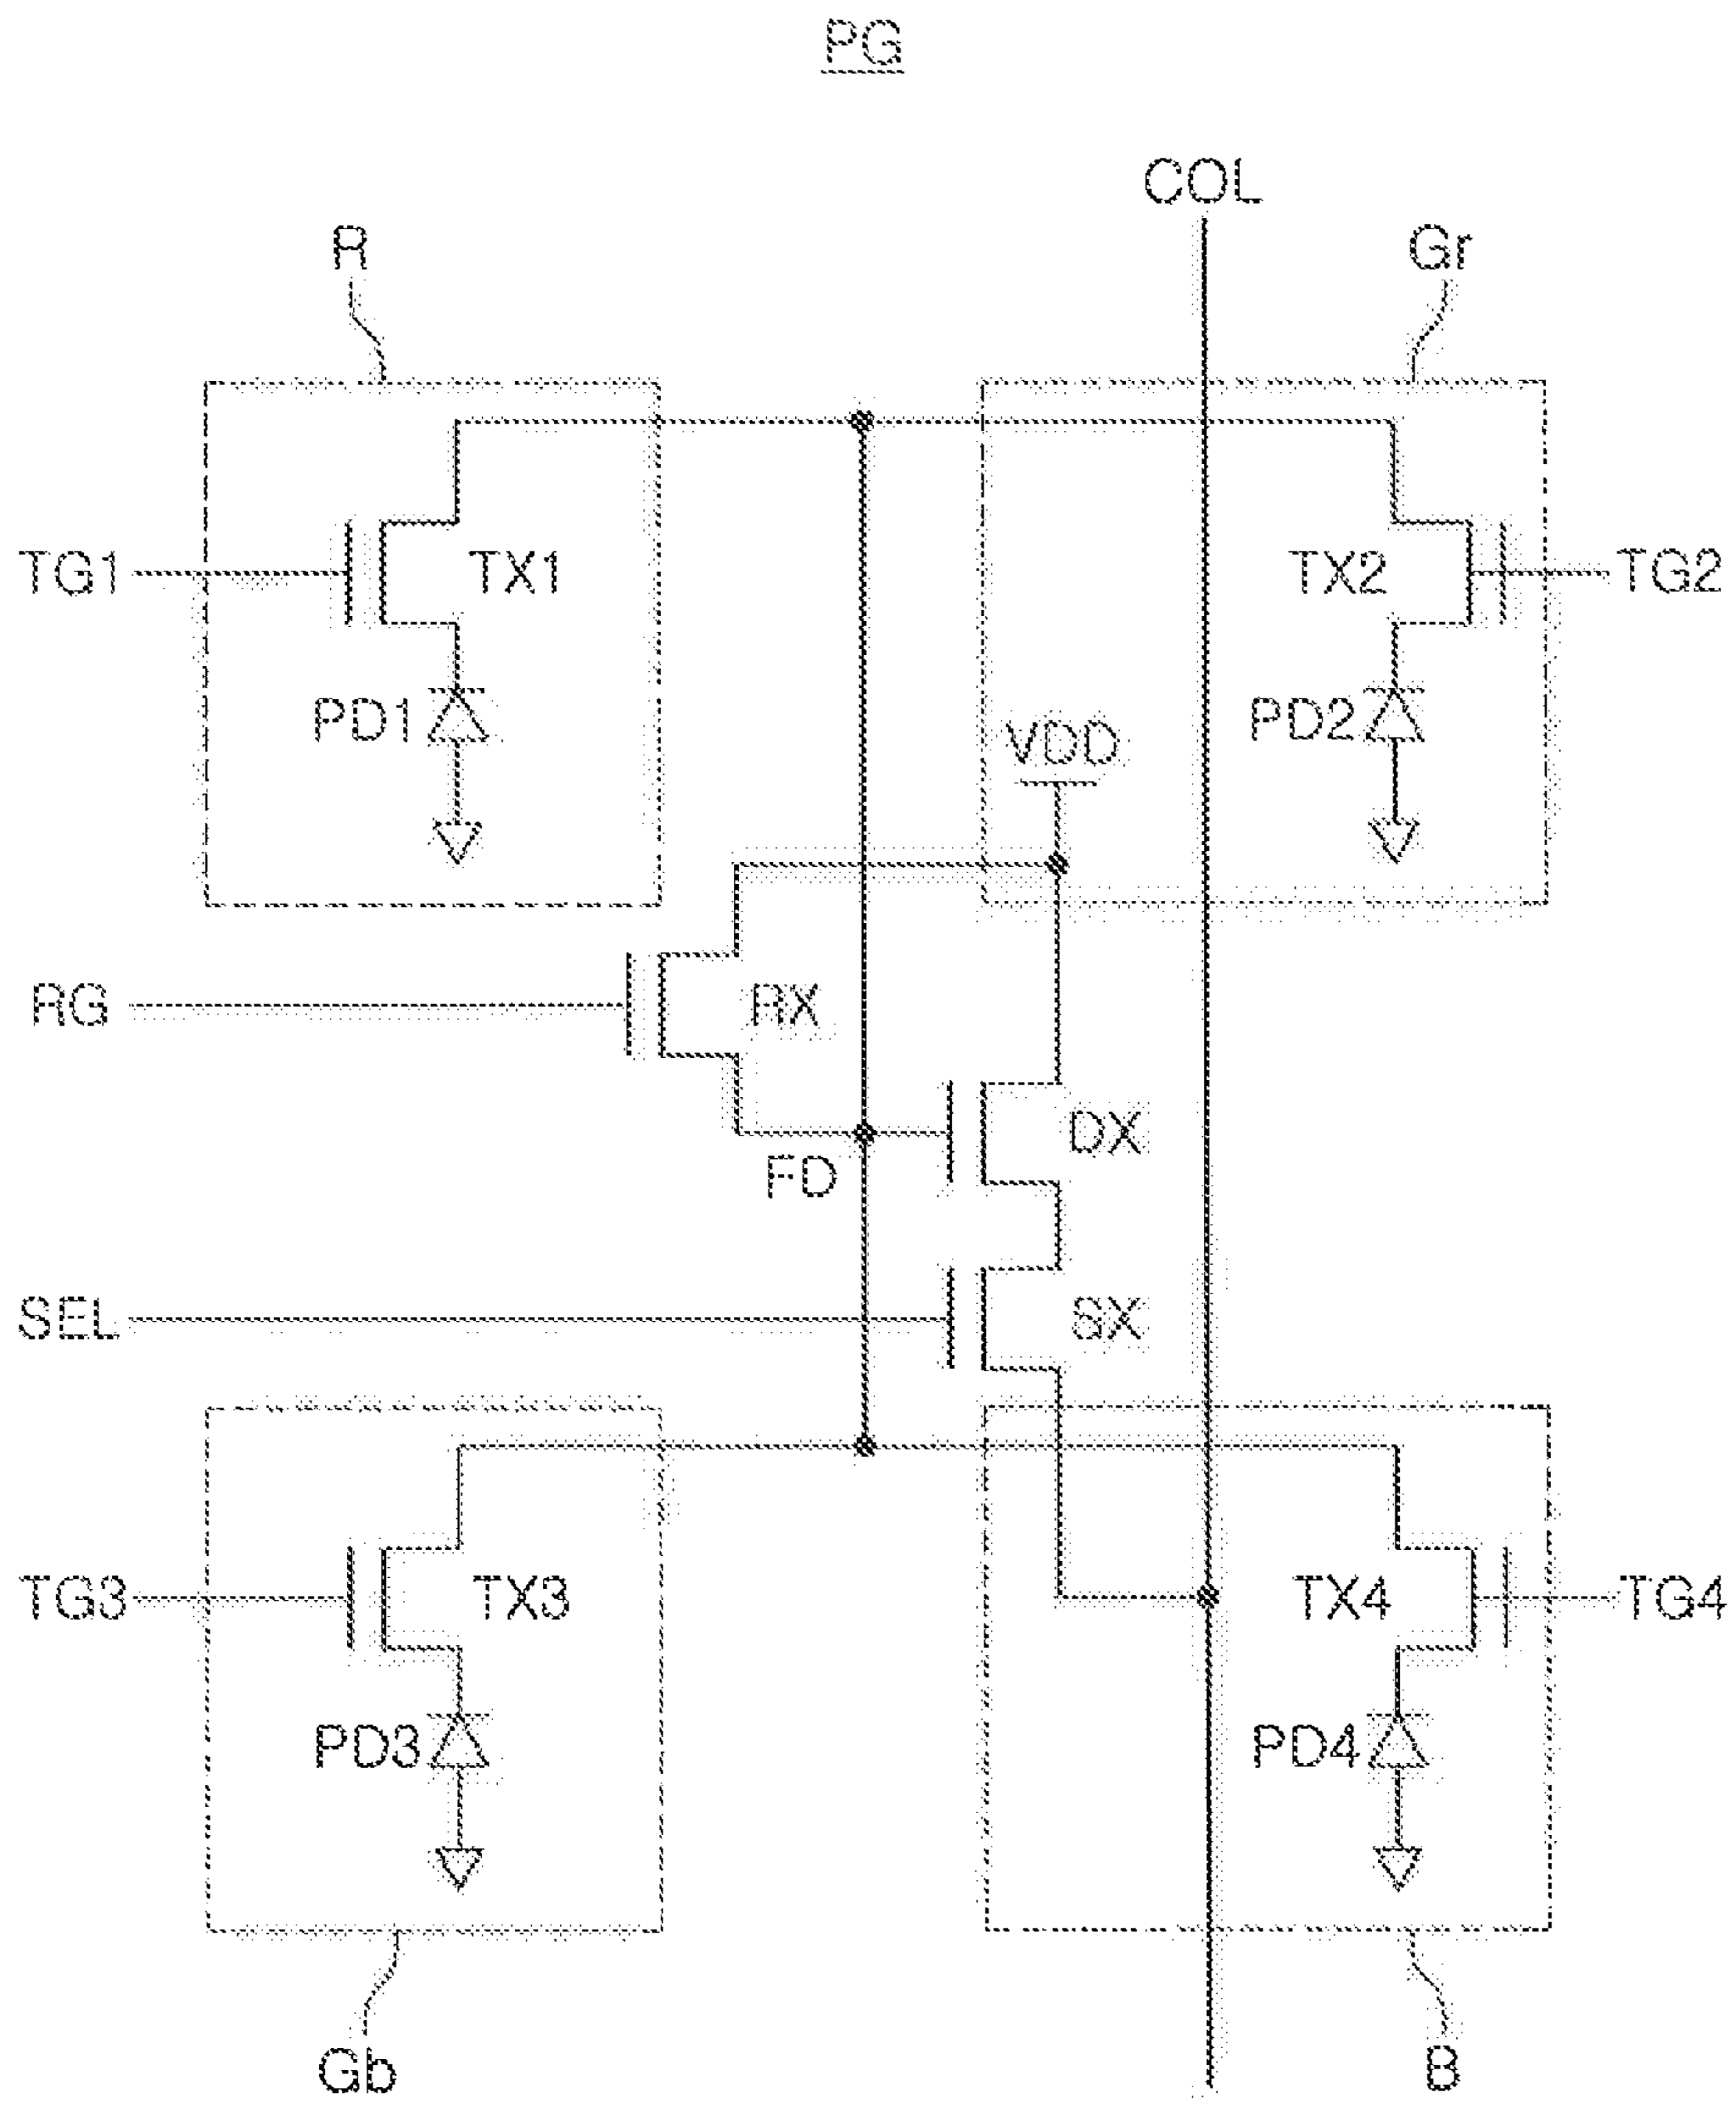 PG
COL
R
Gr
TG1
TX1
TX2
TG2
PD1
PD2
VDD
RG
RX
DX
FD
SEL
SX
TG3
TX3
TX4
TG4
PD3
PD4
Gb
B